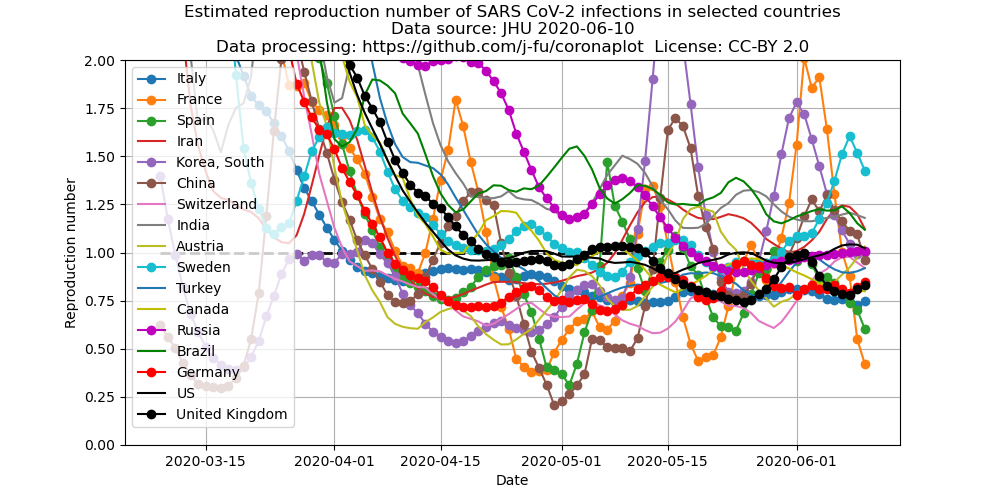 Estimated reproduction number of SARS CoV-2 infections in selected countries
Data source: JHU 2020-06-10
Data processing: https://github.com/j-fu/coronaplot  License: CC-BY 2.0
Reproduction number
2.00
1.75
1.50
1.25
1.00
0.75
0.50
0.25
0.00
Italy
France
Spain
Iran
Korea, South
China
Switzerland
India
Austria
Sweden
Turkey
Canada
Russia
Brazil
Germany
US
United Kingdom
2020-03-15
2020-04-01
2020-04-15
2020-05-01
2020-05-15
2020-06-01
Date